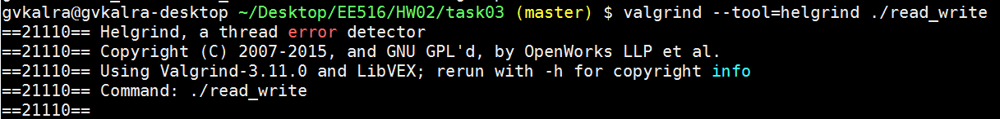 gvkalra@gvkalra-desktop ~/Desktop/EE516/HW02/task03 (master) $ valgrind --tool=helgrind ./read_write
==21110== Helgrind, a thread error detector
==21110== Copyright (C) 2007-2015, and GNU GPL'd, by OpenWorks LLP et al.
==21110== Using Valgrind-3.11.0 and LibVEX; rerun with -h for copyright info
==21110== Command: ./read_write
==21110==